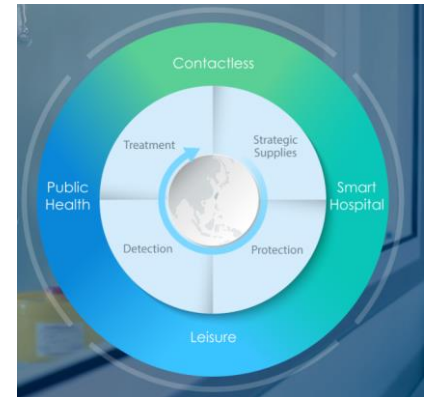 Contactless
Treatment
Strategic
Supplies
Public
Health
Smart
Hospital
Detection
Protection
Leisure